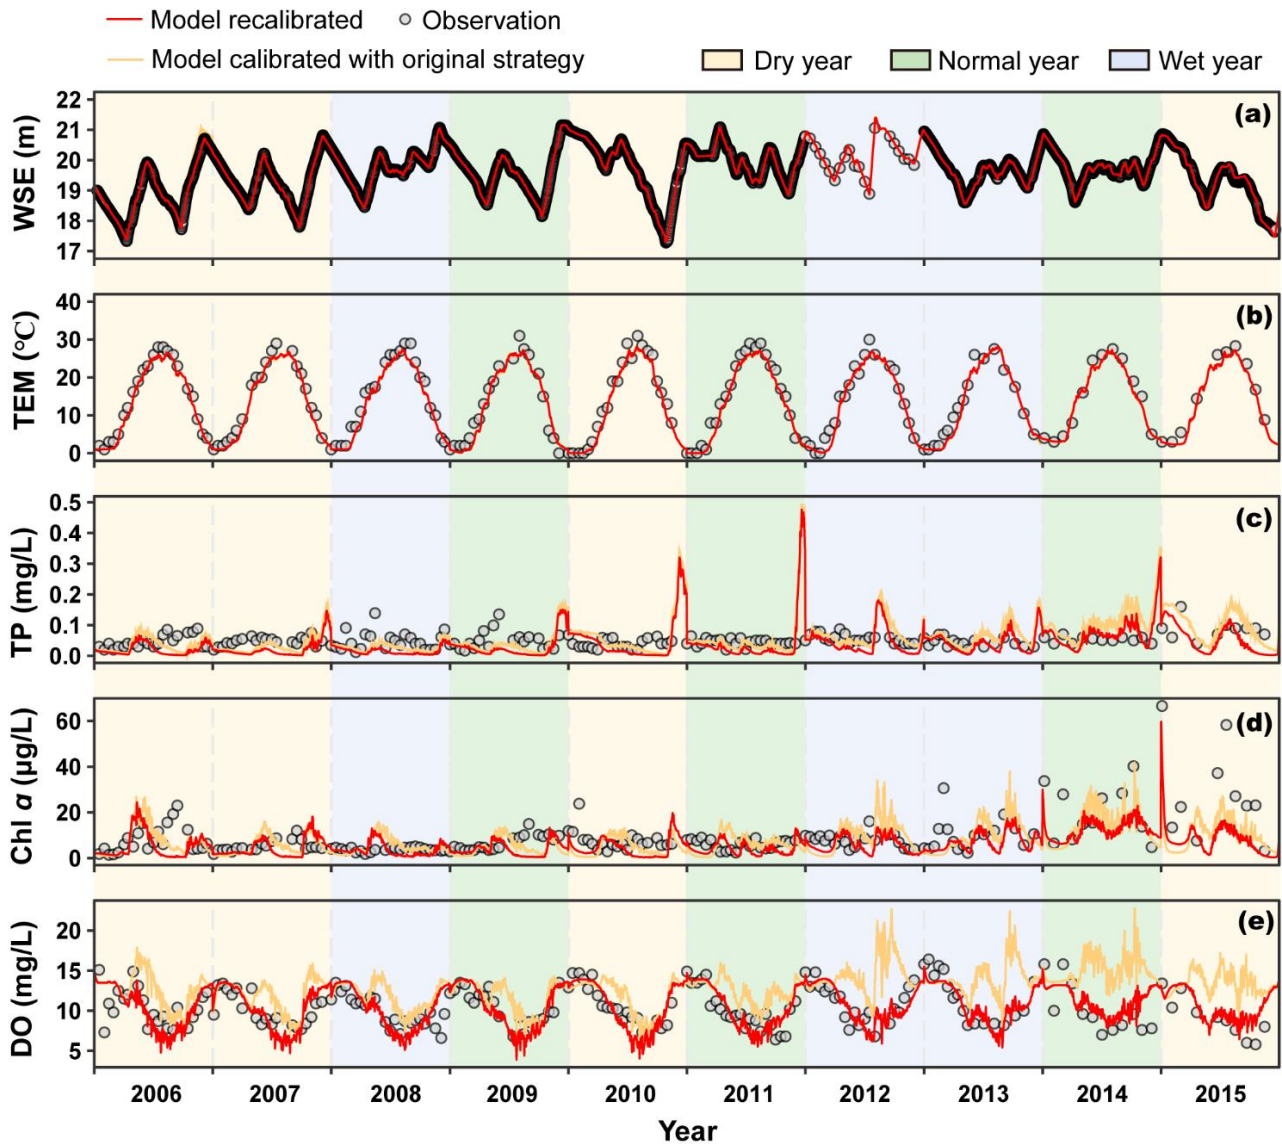 Model recalibrated Observation
Model calibrated with original strategy Dry year Normal year Wet year
(a)
WSE (m)
22
21
20
19
18
17
(b)
TEM (℃)
40
30
20
10
0
(c)
TP (mg/L)
0.5
0.4
0.3
0.2
0.1
0.0
(d)
Chl a (μg/L)
60
40
20
0
(e)
DO (mg/L)
20
15
10
5
2006 2007 2008 2009 2010 2011 2012 2013 2014 2015
Year